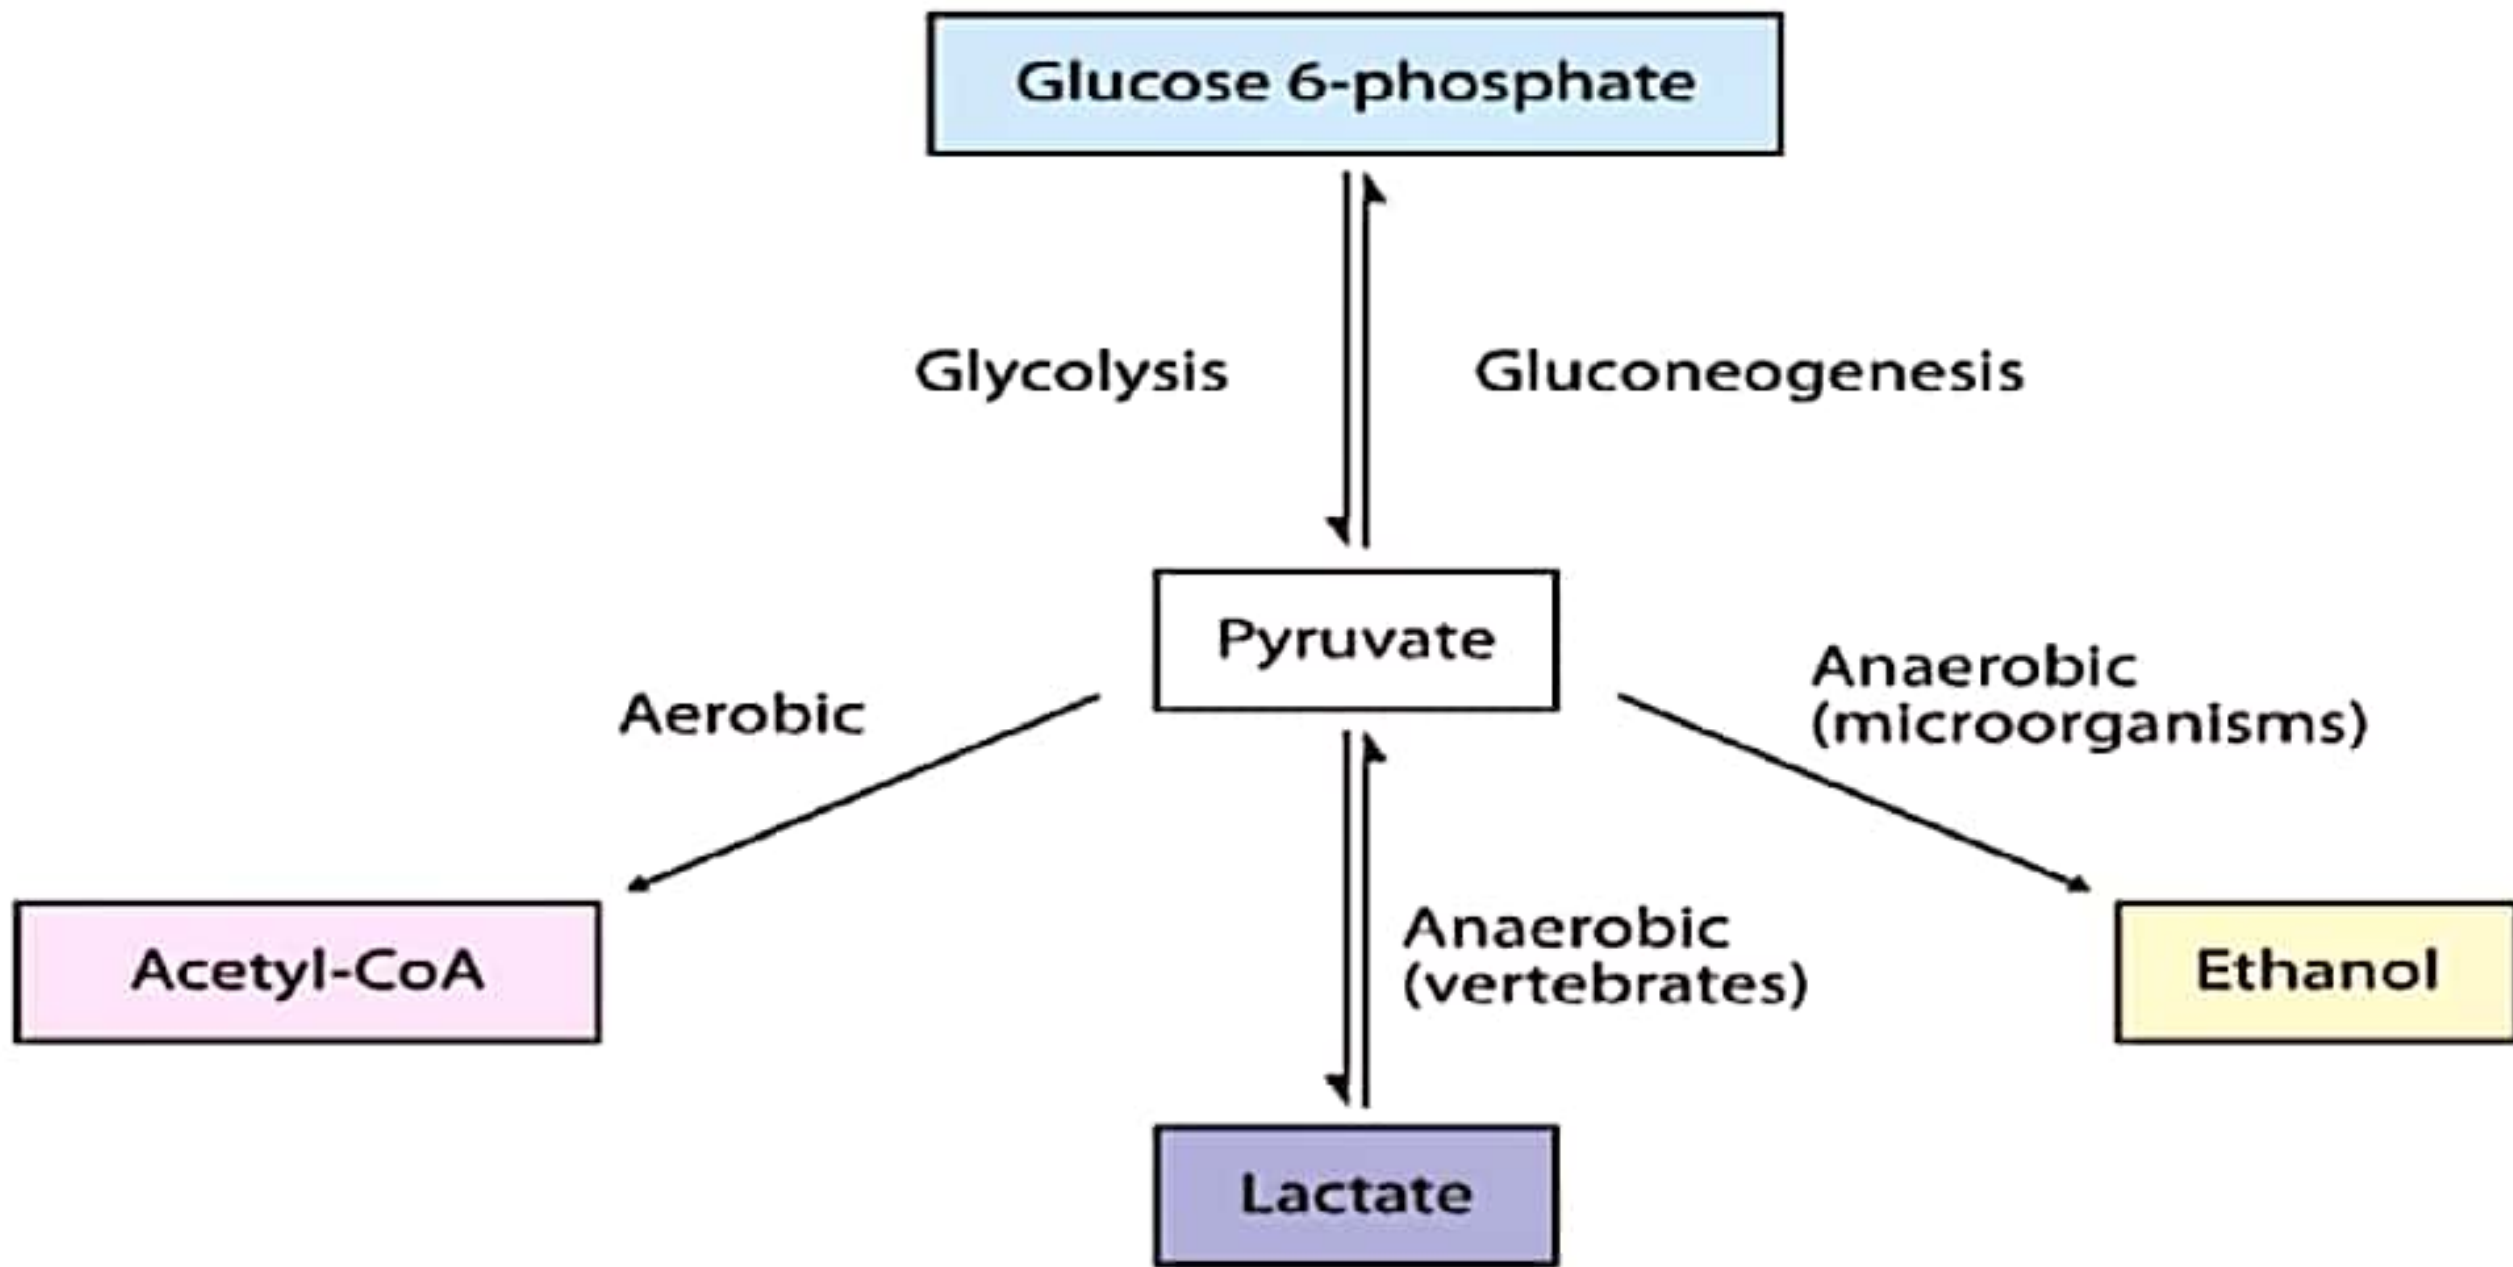 Glucose 6-phosphate
Glycolysis
Gluconeogenesis
Pyruvate
Aerobic
Anaerobic
(microorganisms)
Anaerobic
(vertebrates)
Acetyl-CoA
Ethanol
Lactate